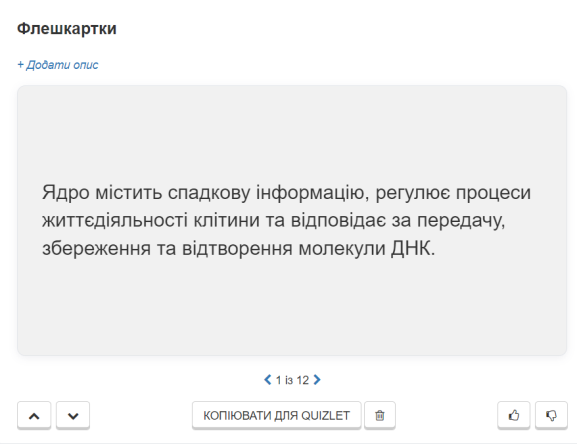 Флешкартки
+ Додати опис
Ядро містить спадкову інформацію, регулює процеси
життєдіяльності клітини та відповідає за передачу,
збереження та відтворення молекули ДНК.
1 із 12
КОПІЮВАТИ ДЛЯ QUIZLET